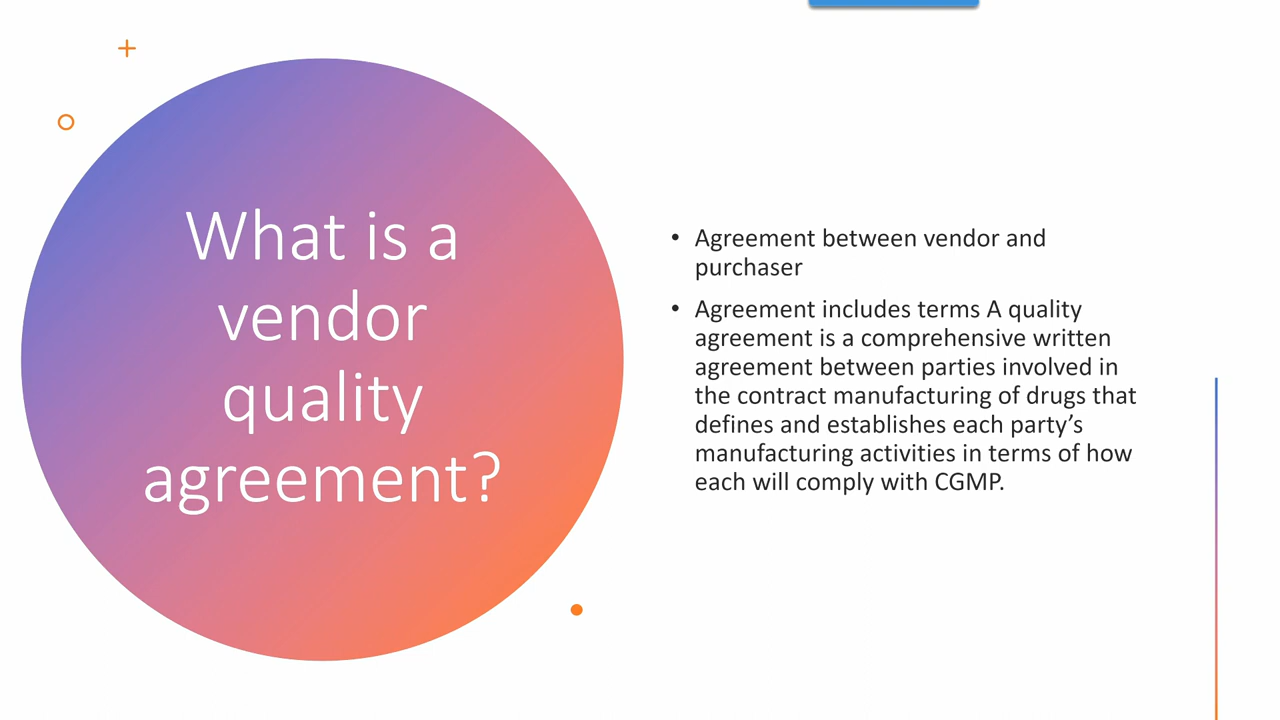 What is a
vendor
quality
agreement?
• Agreement between vendor and
purchaser
• Agreement includes terms A quality
agreement is a comprehensive written
agreement between parties involved in
the contract manufacturing of drugs that
defines and establishes each party’s
manufacturing activities in terms of how
each will comply with CGMP.